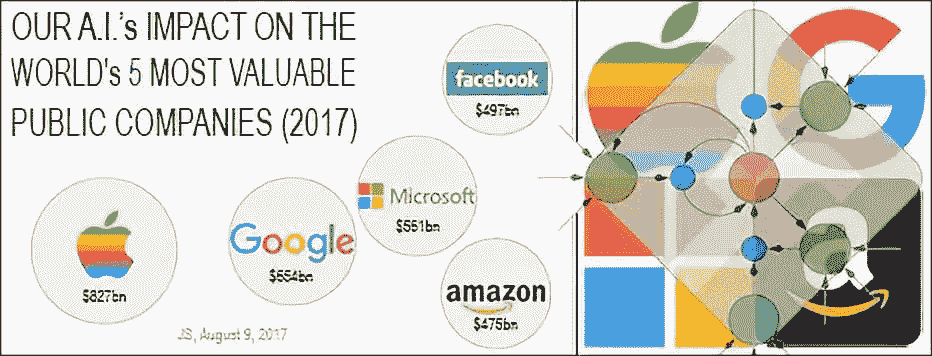 OUR A.I.'s IMPACT ON THE
WORLD's 5 MOST VALUABLE
PUBLIC COMPANIES (2017)
facebook
$497bn
Microsoft
$551bn
Google
$654bn
$827bn
amazon
$475bn
JS, August 9, 2017